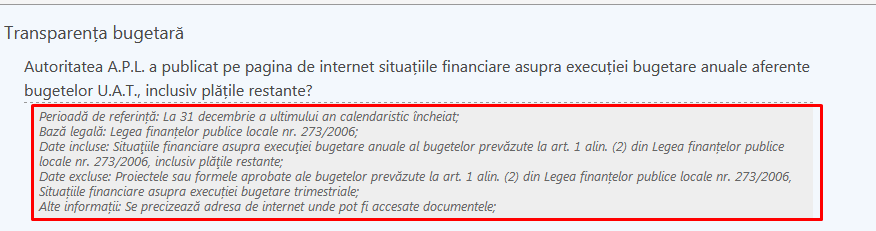 Transparența bugetară
Autoritatea A.P.L. a publicat pe pagina de internet situațiile financiare asupra execuției bugetare anuale aferente
bugetelor U.A.T., inclusiv plățile restante?
Perioadă de referință: La 31 decembrie a ultimului an calendaristic încheiat;
Bază legală: Legea finanțelor publice locale nr. 273/2006;
Date incluse: Situațiile financiare asupra execuției bugetare anuale al bugetelor prevăzute la art. 1 alin. (2) din Legea finanțelor publice
locale nr. 273/2006, inclusiv plățile restante;
Date excluse: Proiectele sau formele aprobate ale bugetelor prevăzute la art. 1 alin. (2) din Legea finanțelor publice locale nr. 273/2006,
Situațiile financiare asupra execuției bugetare trimestriale;
Alte informații: Se precizează adresa de internet unde pot fi accesate documentele;